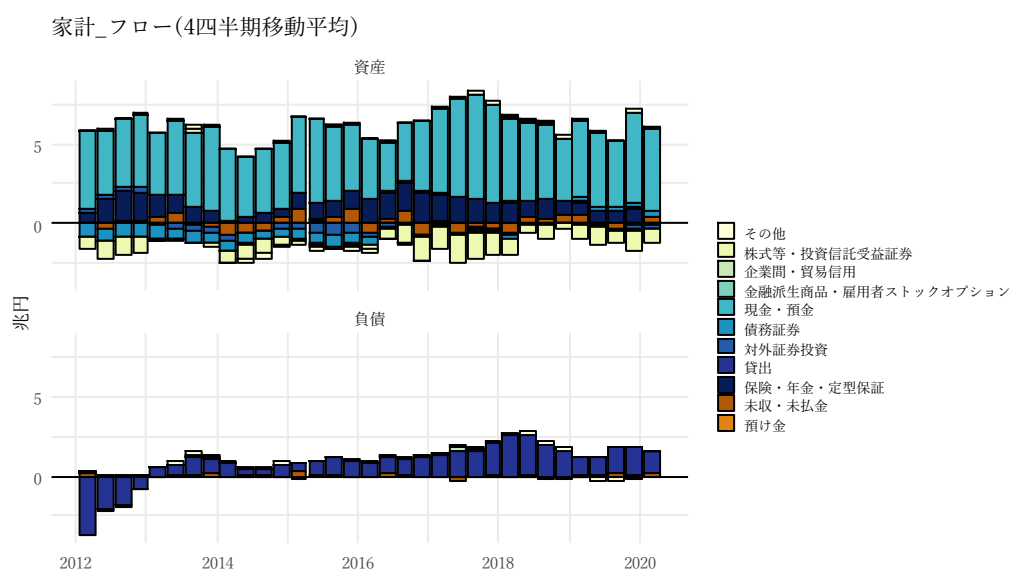 家計_フロー(4四半期移動平均)
資産
5
0
兆円
負債
5
0
2012
2014
2016
2018
2020
その他
株式等・投資信託受益証券
企業間・貿易信用
金融派生商品・雇用者ストックオプション
現金・預金
債務証券
対外証券投資
貸出
保険・年金・定型保証
未収・未払金
預け金